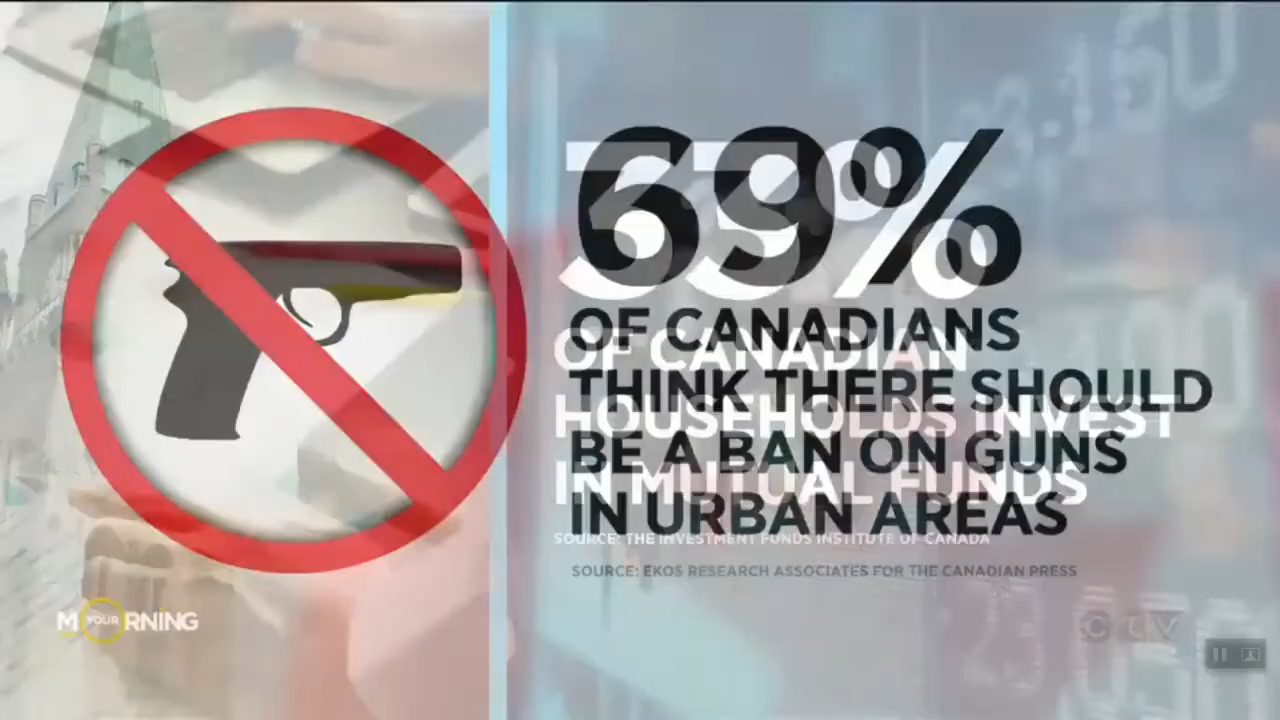 69%
OF CANADIANS
THINK THERE SHOULD
BE A BAN ON GUNS
IN URBAN AREAS
SOURCE: EKOS RESEARCH ASSOCIATES FOR THE CANADIAN PRESS
33%
OF CANADIAN
HOUSEHOLDS INVEST
IN MUTUAL FUNDS
SOURCE: THE INVESTMENT FUNDS INSTITUTE OF CANADA
YOUR
MORNING
CTV